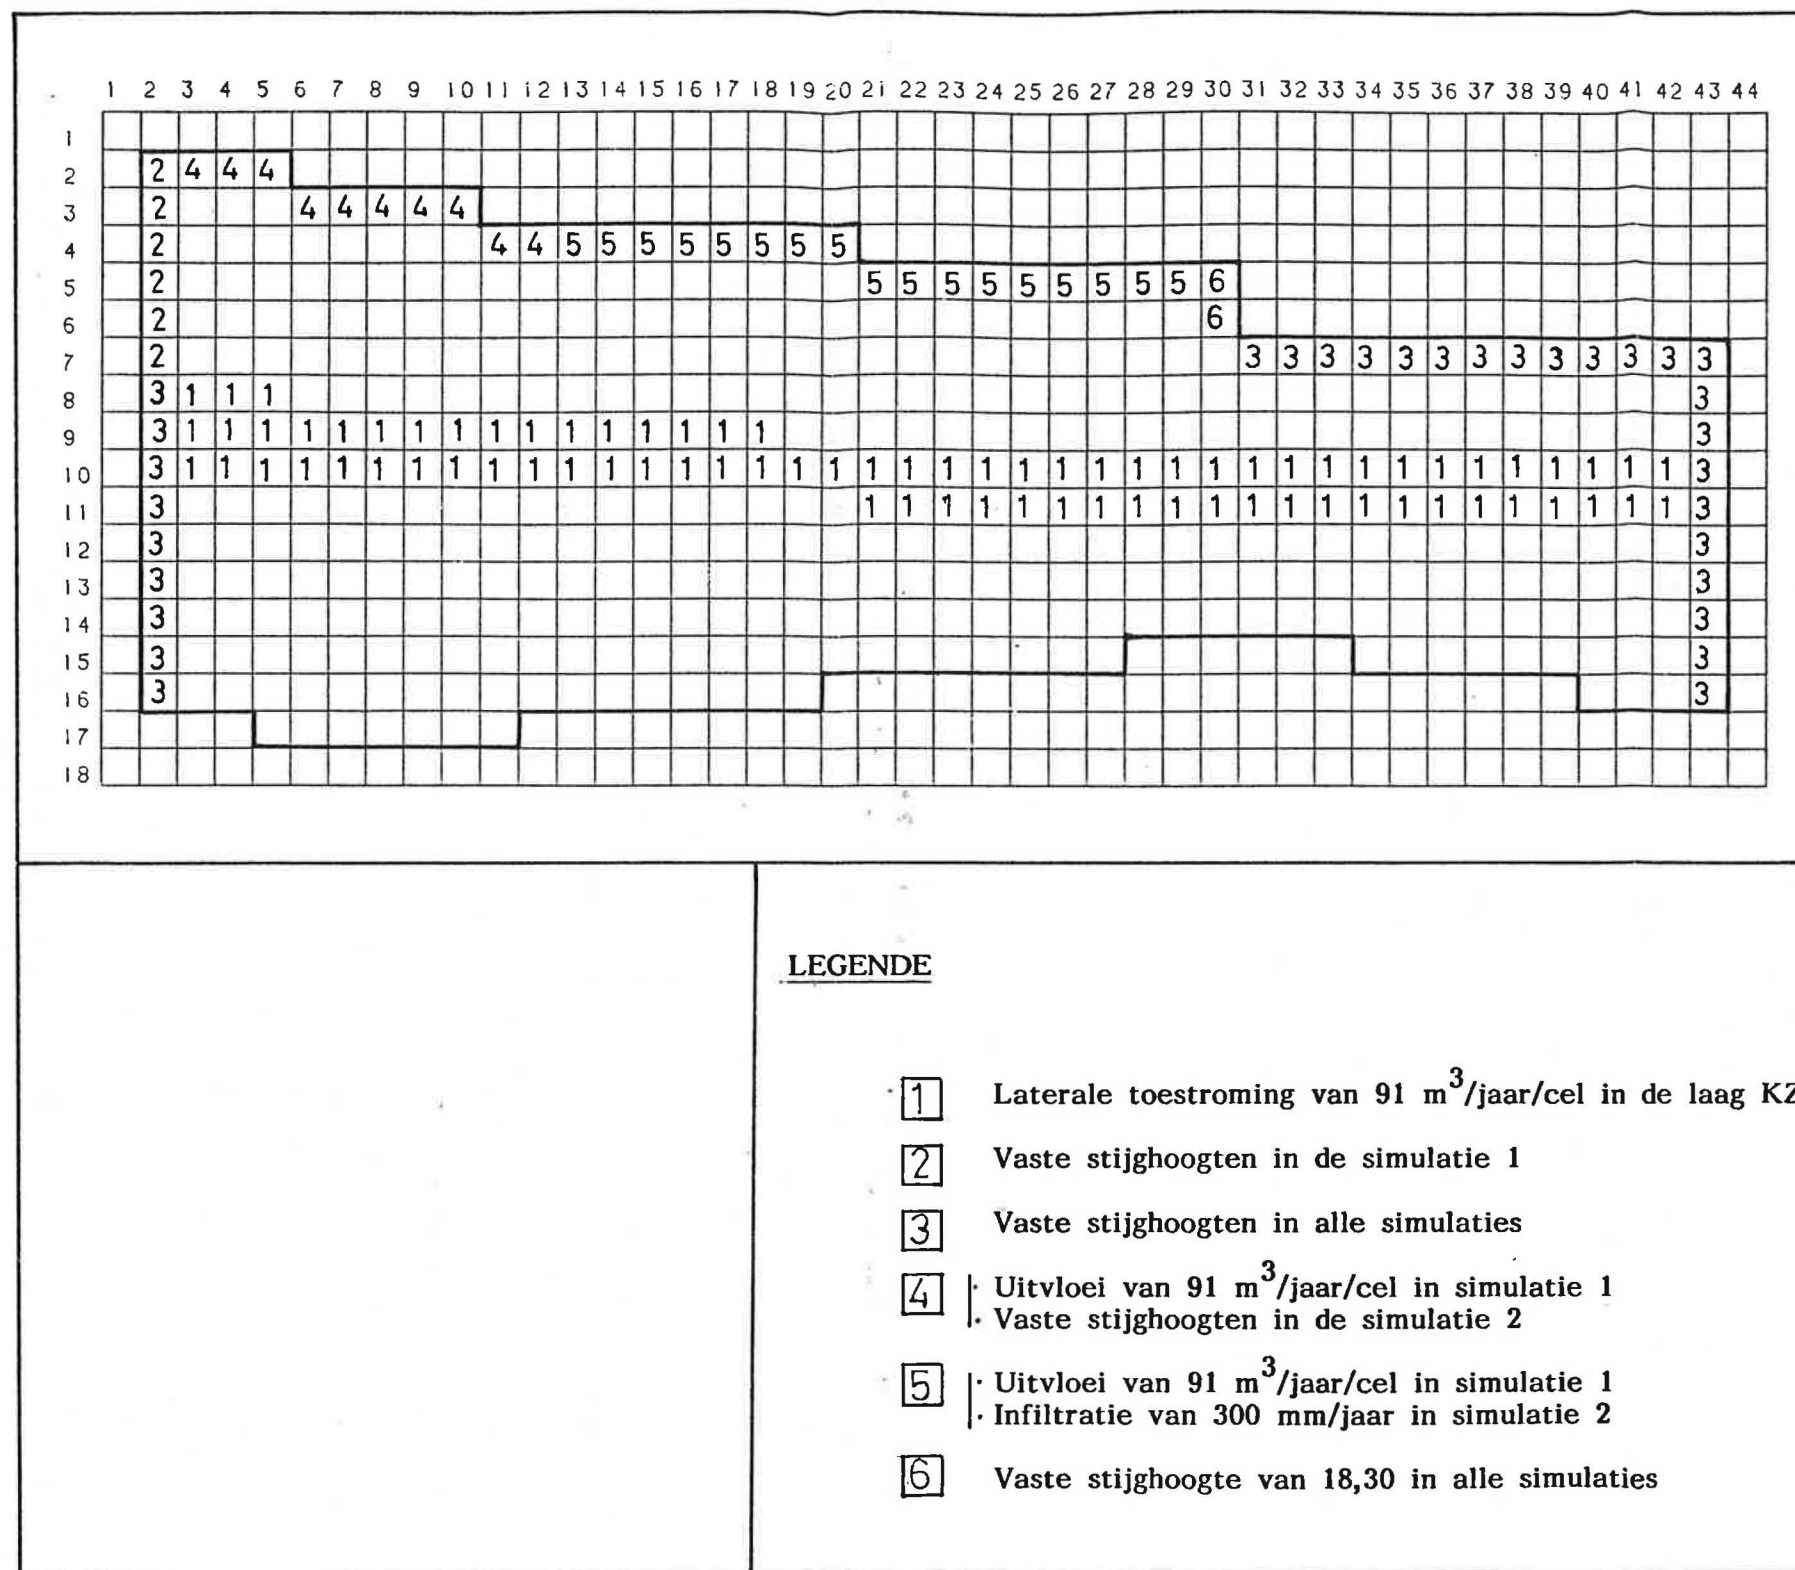 1 2 3 4 5 6 7 8 9 10 11 12 13 14 15 16 17 18 19 20 21 22 23 24 25 26 27 28 29 30 31 32 33 34 35 36 37 38 39 40 41 42 43 44
1
2 2 4 4 4
3 2 4 4 4 4 4
4 2 4 4 5 5 5 5 5 5 5 5
5 2 5 5 5 5 5 5 5 5 5 6
6 2 6
7 2 3 3 3 3 3 3 3 3 3 3 3 3 3
8 3 1 1 1 3
9 3 1 1 1 1 1 1 1 1 1 1 1 1 1 1 1 1 3
10 3 1 1 1 1 1 1 1 1 1 1 1 1 1 1 1 1 1 1 1 1 1 1 1 1 1 1 1 1 1 1 1 1 1 1 1 1 1 1 1 1 3
11 3 1 1 1 1 1 1 1 1 1 1 1 1 1 1 1 1 1 1 1 1 1 1 3
12 3 3
13 3 3
14 3 3
15 3 3
16 3 3
17
18
LEGENDE
1 Laterale toestroming van 91 m³/jaar/cel in de laag KZ
2 Vaste stijghoogten in de simulatie 1
3 Vaste stijghoogten in alle simulaties
4 · Uitvloei van 91 m³/jaar/cel in simulatie 1
· Vaste stijghoogten in de simulatie 2
5 · Uitvloei van 91 m³/jaar/cel in simulatie 1
· Infiltratie van 300 mm/jaar in simulatie 2
6 Vaste stijghoogte van 18,30 in alle simulaties